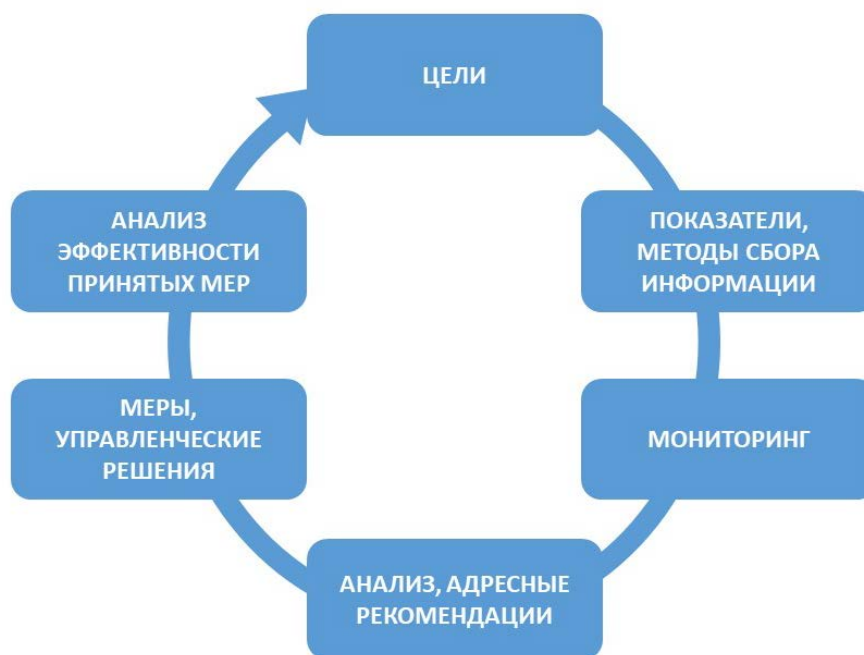 ЦЕЛИ
ПОКАЗАТЕЛИ,
МЕТОДЫ СБОРА
ИНФОРМАЦИИ
МОНИТОРИНГ
АНАЛИЗ, АДРЕСНЫЕ
РЕКОМЕНДАЦИИ
МЕРЫ,
УПРАВЛЕНЧЕСКИЕ
РЕШЕНИЯ
АНАЛИЗ
ЭФФЕКТИВНОСТИ
ПРИНЯТЫХ МЕР